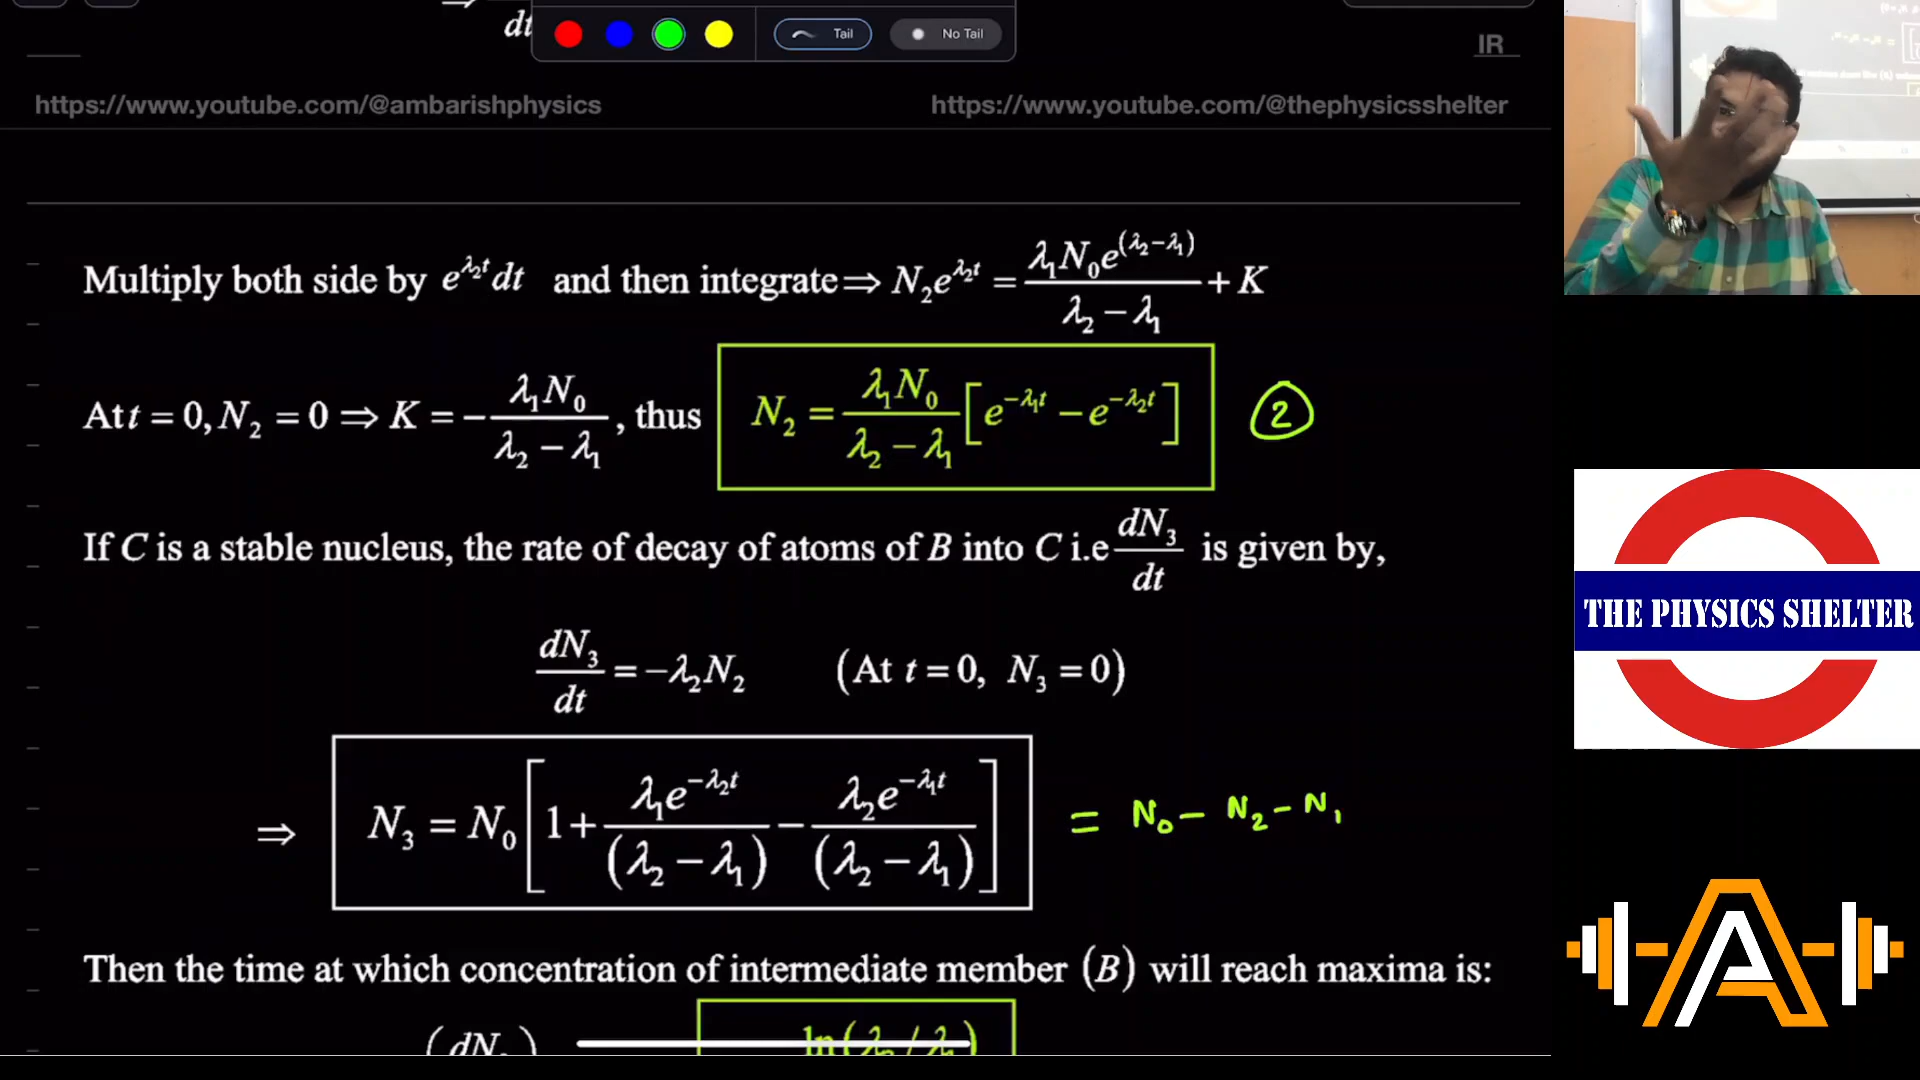 dt
Tail
No Tail
IR
https://www.youtube.com/@ambarishphysics
https://www.youtube.com/@thephysicsshelter
Multiply both side by e^{λ₂t} dt and then integrate ⇒ N₂e^{λ₂t} = λ₁N₀e^{(λ₂−λ₁)} / (λ₂ − λ₁) + K
At t = 0, N₂ = 0 ⇒ K = − λ₁N₀ / (λ₂ − λ₁), thus N₂ = λ₁N₀ / (λ₂ − λ₁) [e^{−λ₁t} − e^{−λ₂t}] ②
If C is a stable nucleus, the rate of decay of atoms of B into C i.e dN₃/dt is given by,
dN₃/dt = −λ₂N₂ (At t = 0, N₃ = 0)
⇒ N₃ = N₀ [1 + λ₁e^{−λ₂t} / (λ₂ − λ₁) − λ₂e^{−λ₁t} / (λ₂ − λ₁)] = N₀ − N₂ − N₁
Then the time at which concentration of intermediate member (B) will reach maxima is:
THE PHYSICS SHELTER